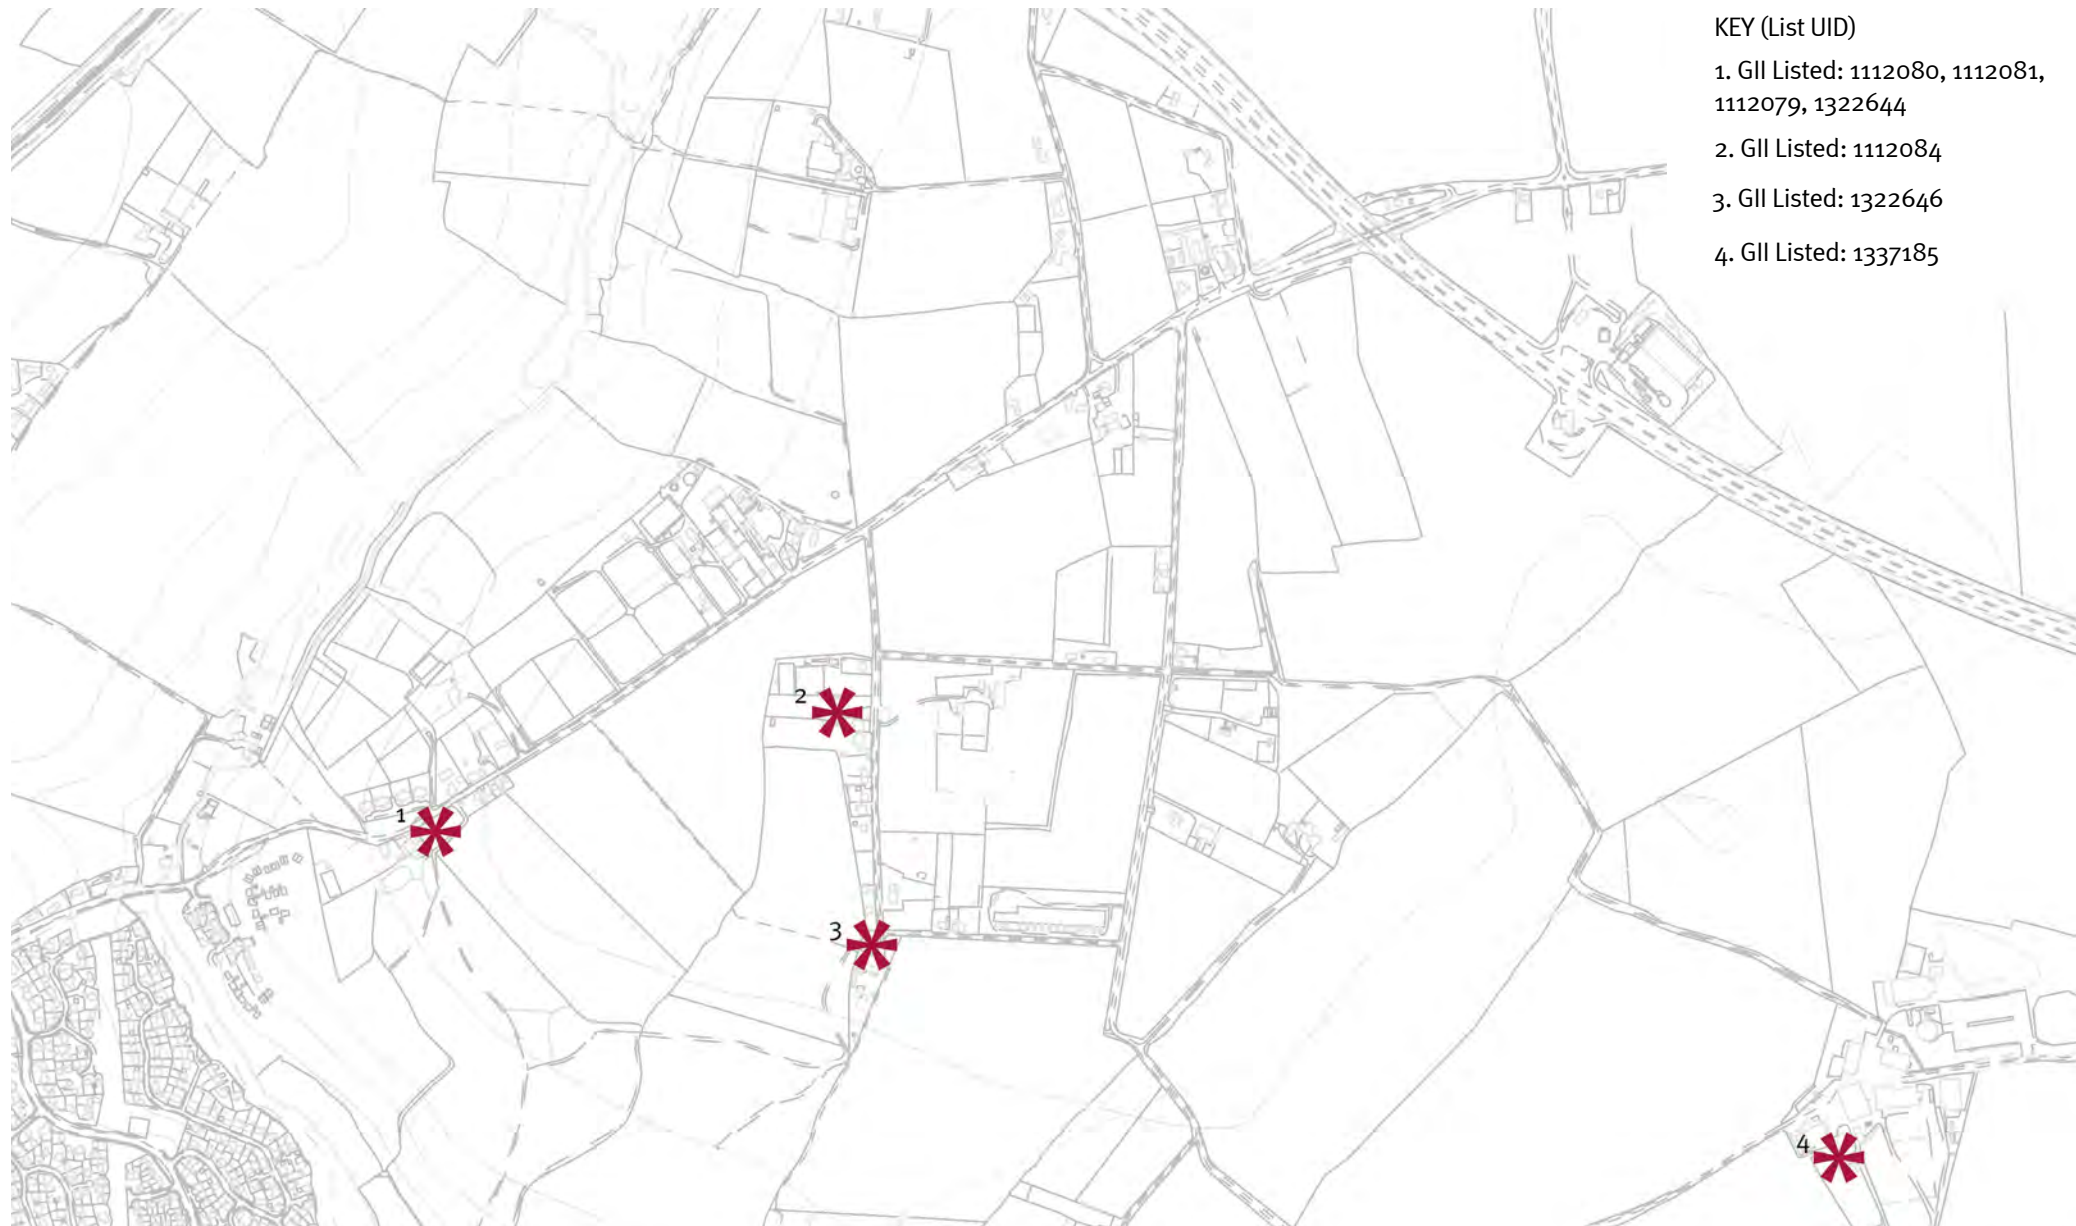 KEY (List UID)
1. GII Listed: 1112080, 1112081,
1112079, 1322644
2. GII Listed: 1112084
3. GII Listed: 1322646
4. GII Listed: 1337185
2
1
3
4